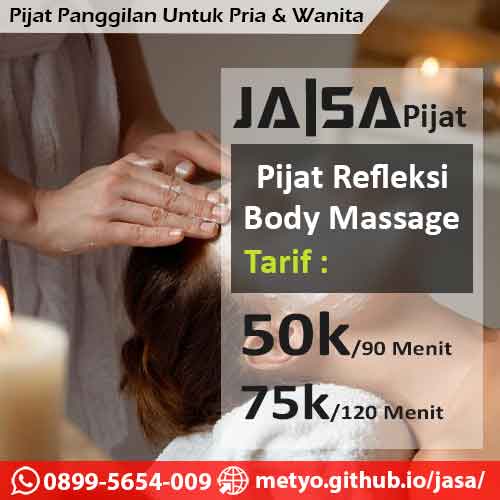 Pijat Panggilan Untuk Pria & Wanita
JA|SA Pijat
Pijat Refleksi
Body Massage
Tarif :
50k/90 Menit
75k/120 Menit
0899-5654-009 metyo.github.io/jasa/